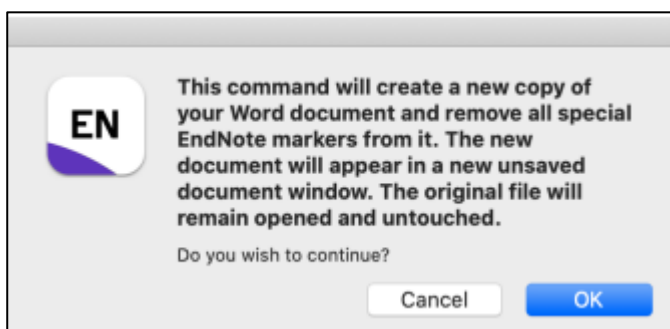 EN
This command will create a new copy of
your Word document and remove all special
EndNote markers from it. The new
document will appear in a new unsaved
document window. The original file will
remain opened and untouched.
Do you wish to continue?
Cancel OK